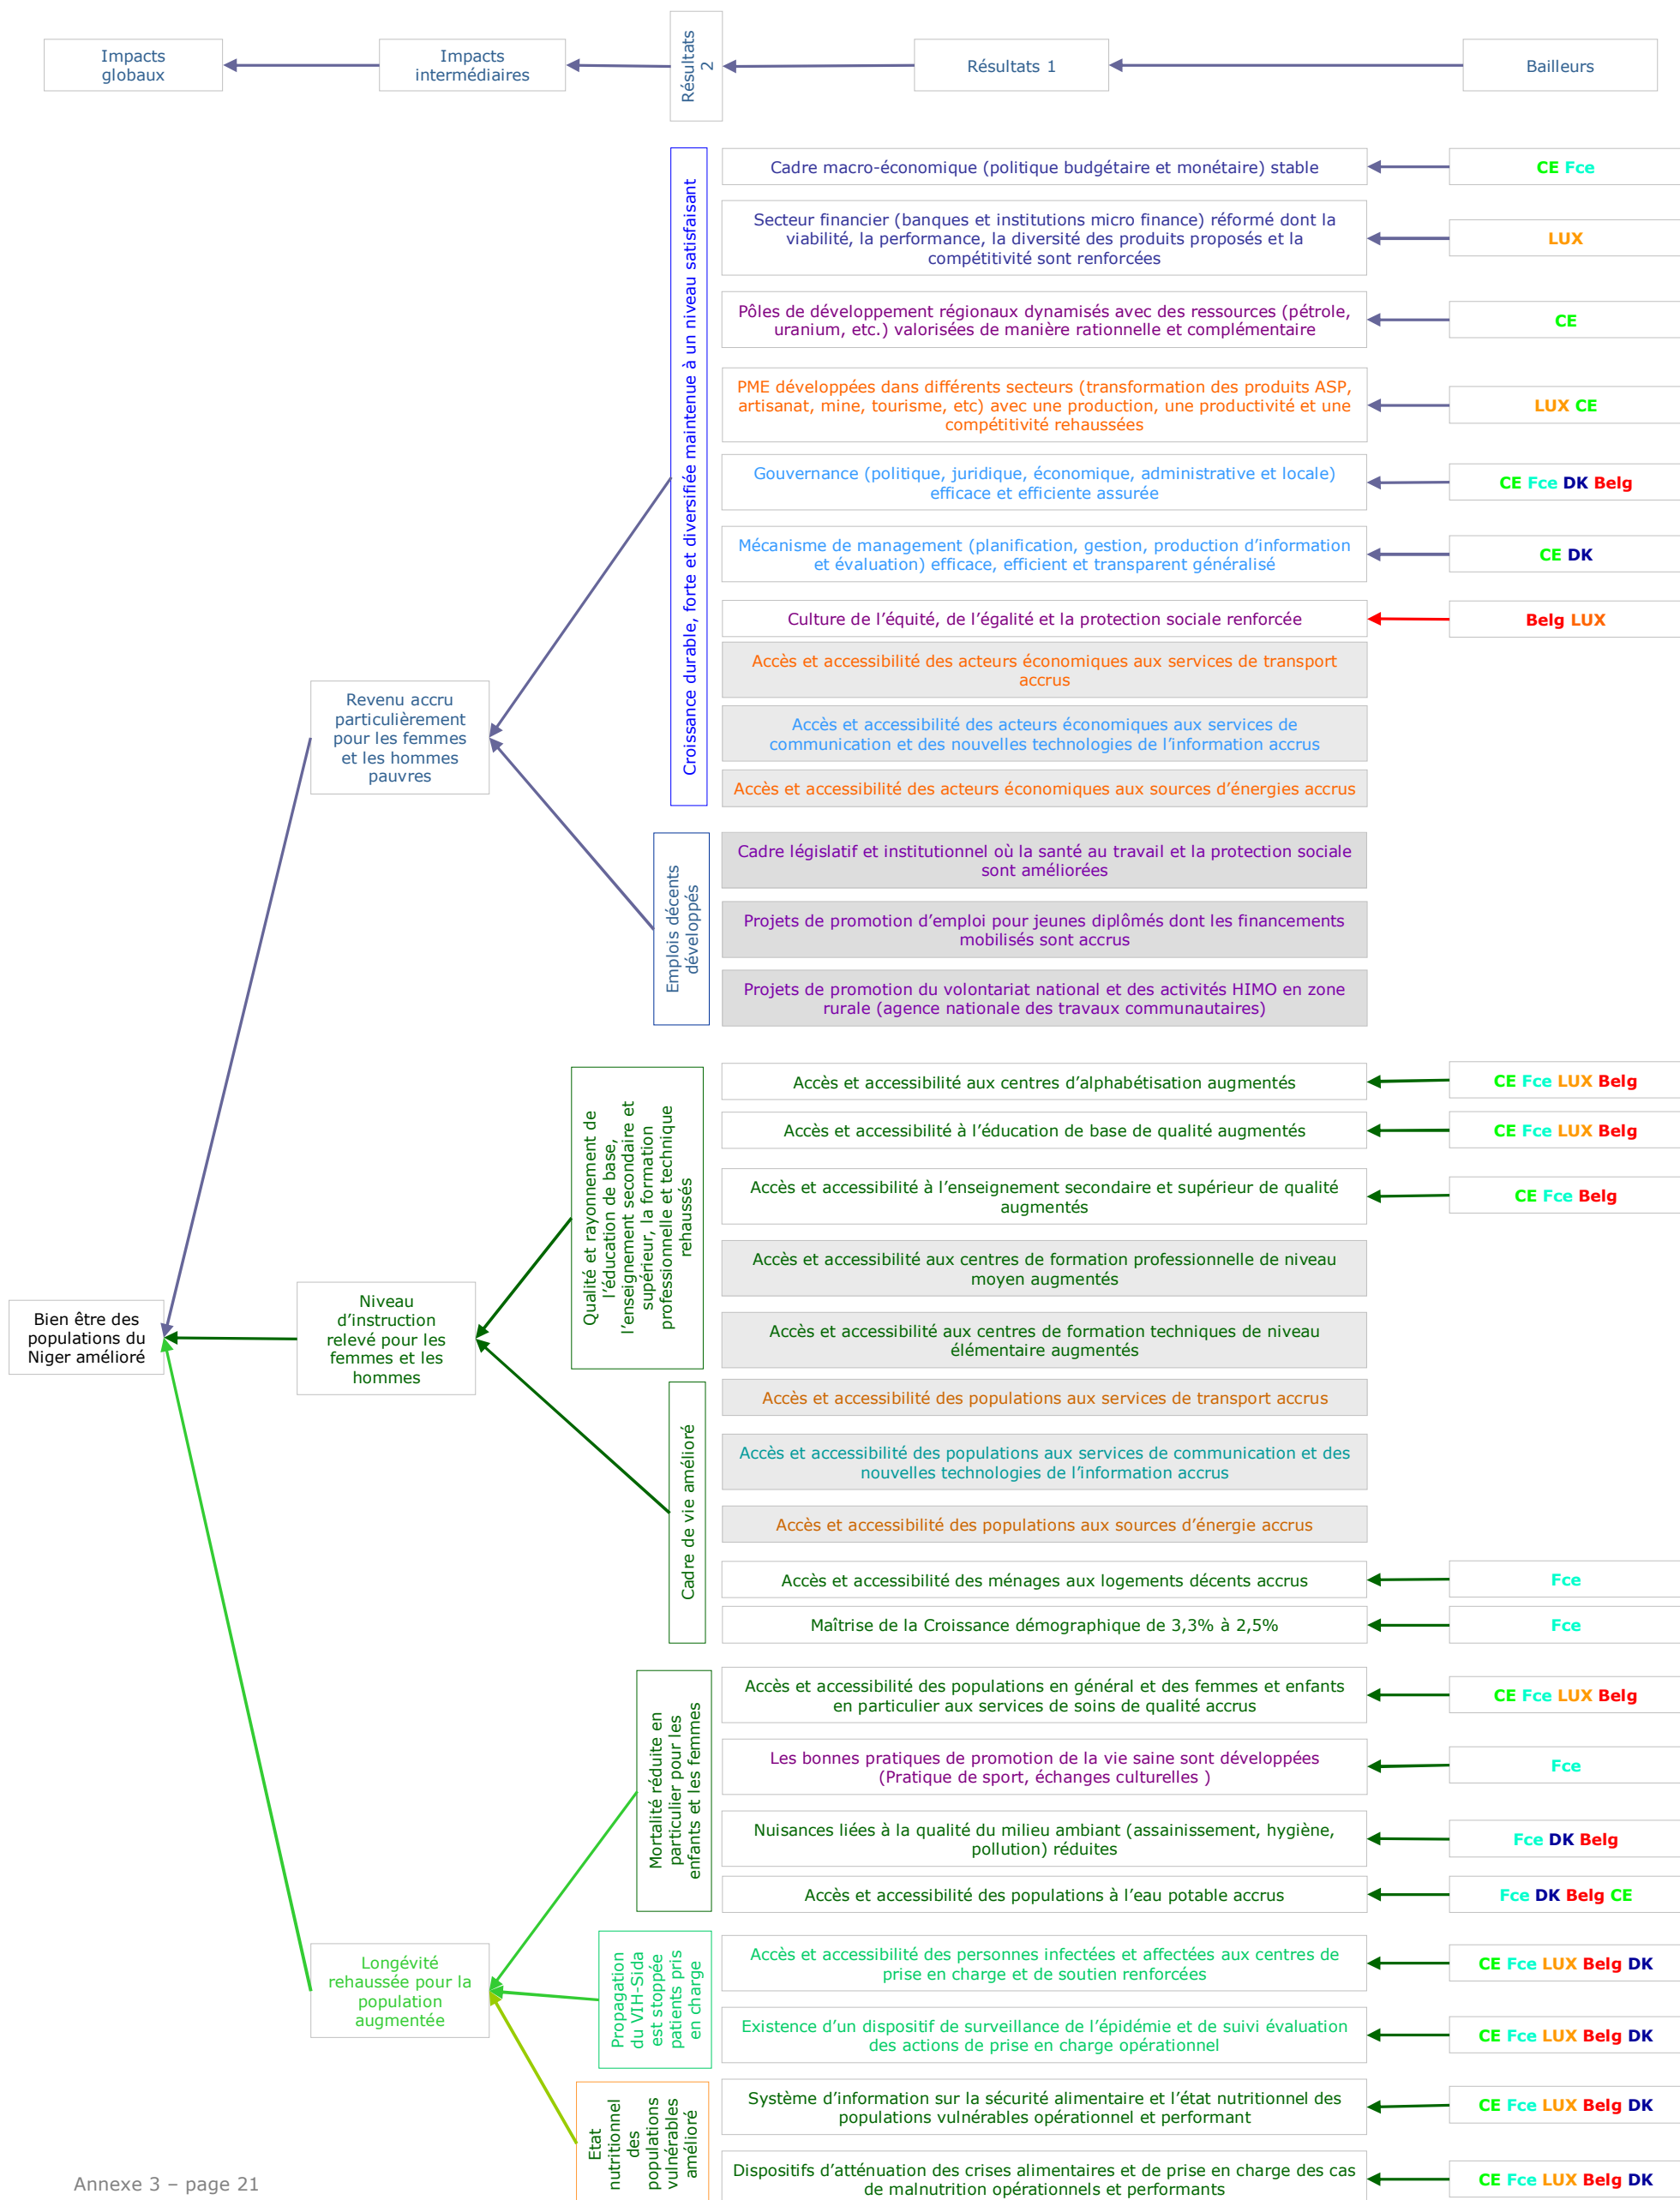 Impacts
globaux
Impacts
intermédiaires
Résultats
2
Résultats 1
Bailleurs
Croissance durable, forte et diversifiée maintenue à un niveau satisfaisant
Cadre macro-économique (politique budgétaire et monétaire) stable
CE Fce
Secteur financier (banques et institutions micro finance) réformé dont la
viabilité, la performance, la diversité des produits proposés et la
compétitivité sont renforcées
LUX
Pôles de développement régionaux dynamisés avec des ressources (pétrole,
uranium, etc.) valorisées de manière rationnelle et complémentaire
CE
PME développées dans différents secteurs (transformation des produits ASP,
artisanat, mine, tourisme, etc) avec une production, une productivité et une
compétitivité rehaussées
LUX CE
Gouvernance (politique, juridique, économique, administrative et locale)
efficace et efficiente assurée
CE Fce DK Belg
Mécanisme de management (planification, gestion, production d’information
et évaluation) efficace, efficient et transparent généralisé
CE DK
Culture de l’équité, de l’égalité et la protection sociale renforcée
Belg LUX
Accès et accessibilité des acteurs économiques aux services de transport
accrus
Accès et accessibilité des acteurs économiques aux services de
communication et des nouvelles technologies de l’information accrus
Accès et accessibilité des acteurs économiques aux sources d’énergies accrus
Revenu accru
particulièrement
pour les femmes
et les hommes
pauvres
Emplois décents
développés
Cadre législatif et institutionnel où la santé au travail et la protection sociale
sont améliorées
Projets de promotion d’emploi pour jeunes diplômés dont les financements
mobilisés sont accrus
Projets de promotion du volontariat national et des activités HIMO en zone
rurale (agence nationale des travaux communautaires)
Qualité et rayonnement de
l’éducation de base,
l’enseignement secondaire et
supérieur, la formation
professionnelle et technique
rehaussés
Accès et accessibilité aux centres d’alphabétisation augmentés
CE Fce LUX Belg
Accès et accessibilité à l’éducation de base de qualité augmentés
CE Fce LUX Belg
Accès et accessibilité à l’enseignement secondaire et supérieur de qualité
augmentés
CE Fce Belg
Accès et accessibilité aux centres de formation professionnelle de niveau
moyen augmentés
Accès et accessibilité aux centres de formation techniques de niveau
élémentaire augmentés
Bien être des
populations du
Niger amélioré
Niveau
d’instruction
relevé pour les
femmes et les
hommes
Cadre de vie amélioré
Accès et accessibilité des populations aux services de transport accrus
Accès et accessibilité des populations aux services de communication et des
nouvelles technologies de l’information accrus
Accès et accessibilité des populations aux sources d’énergie accrus
Accès et accessibilité des ménages aux logements décents accrus
Fce
Maîtrise de la Croissance démographique de 3,3% à 2,5%
Fce
Mortalité réduite en
particulier pour les
enfants et les femmes
Accès et accessibilité des populations en général et des femmes et enfants
en particulier aux services de soins de qualité accrus
CE Fce LUX Belg
Les bonnes pratiques de promotion de la vie saine sont développées
(Pratique de sport, échanges culturelles )
Fce
Nuisances liées à la qualité du milieu ambiant (assainissement, hygiène,
pollution) réduites
Fce DK Belg
Accès et accessibilité des populations à l’eau potable accrus
Fce DK Belg CE
Longévité
rehaussée pour la
population
augmentée
Propagation
du VIH-Sida
est stoppée
patients pris
en charge
Accès et accessibilité des personnes infectées et affectées aux centres de
prise en charge et de soutien renforcées
CE Fce LUX Belg DK
Existence d’un dispositif de surveillance de l’épidémie et de suivi évaluation
des actions de prise en charge opérationnel
CE Fce LUX Belg DK
Etat
nutritionnel
des
populations
vulnérables
amélioré
Système d’information sur la sécurité alimentaire et l’état nutritionnel des
populations vulnérables opérationnel et performant
CE Fce LUX Belg DK
Dispositifs d’atténuation des crises alimentaires et de prise en charge des cas
de malnutrition opérationnels et performants
CE Fce LUX Belg DK
Annexe 3 – page 21